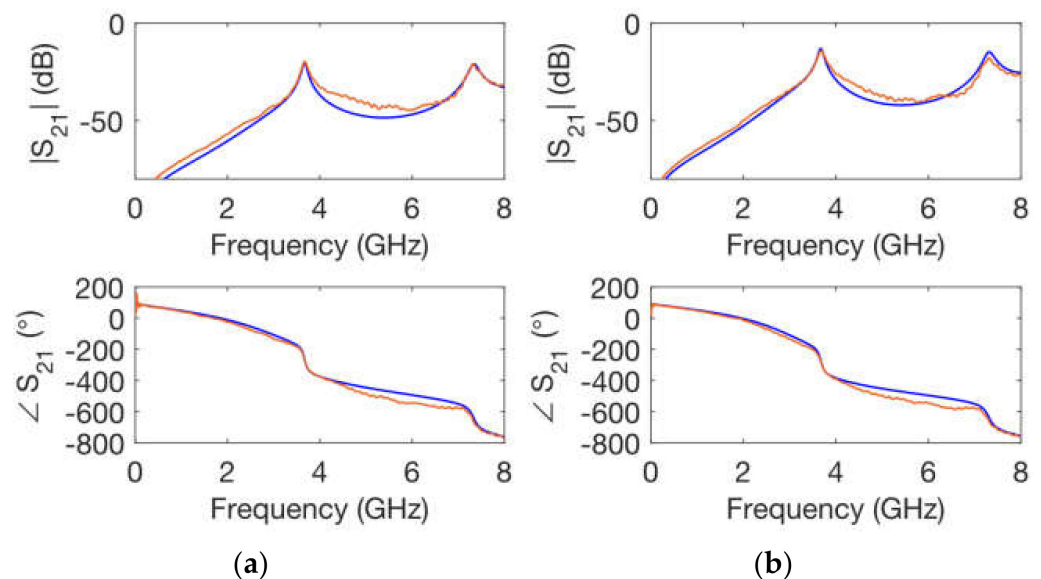 0
-50
|S21| (dB)
0 2 4 6 8
Frequency (GHz)
0
-50
|S21| (dB)
0 2 4 6 8
Frequency (GHz)
200
0
-200
-400
-600
-800
∠ S21 (°)
0 2 4 6 8
Frequency (GHz)
200
0
-200
-400
-600
-800
∠ S21 (°)
0 2 4 6 8
Frequency (GHz)
(a) (b)